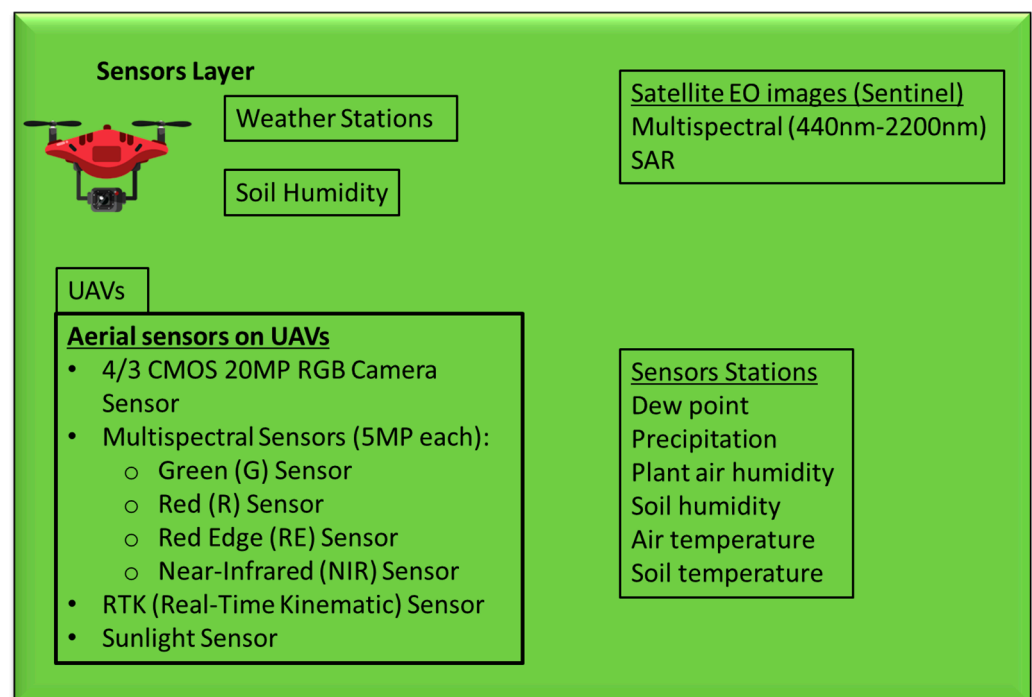 Sensors Layer
Weather Stations
Soil Humidity
Satellite EO images (Sentinel)
Multispectral (440nm-2200nm)
SAR
UAVs
Aerial sensors on UAVs
• 4/3 CMOS 20MP RGB Camera
Sensor
• Multispectral Sensors (5MP each):
o Green (G) Sensor
o Red (R) Sensor
o Red Edge (RE) Sensor
o Near-Infrared (NIR) Sensor
• RTK (Real-Time Kinematic) Sensor
• Sunlight Sensor
Sensors Stations
Dew point
Precipitation
Plant air humidity
Soil humidity
Air temperature
Soil temperature